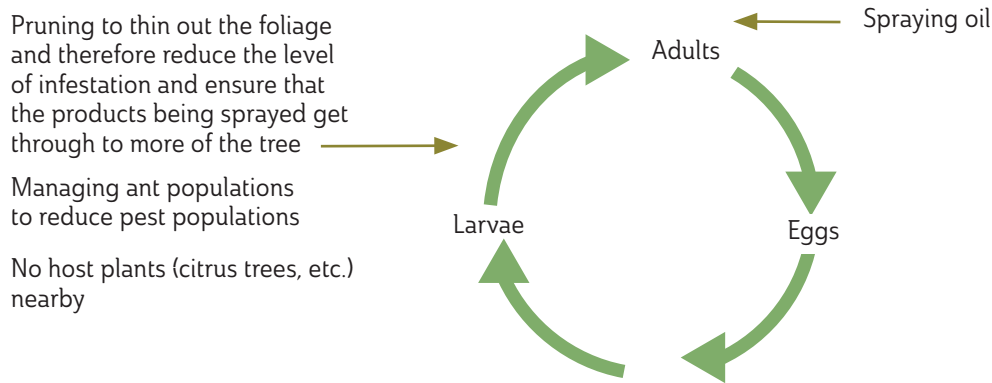 Pruning to thin out the foliage
and therefore reduce the level
of infestation and ensure that
the products being sprayed get
through to more of the tree
Managing ant populations
to reduce pest populations
No host plants (citrus trees, etc.)
nearby
Spraying oil
Adults
Larvae
Eggs